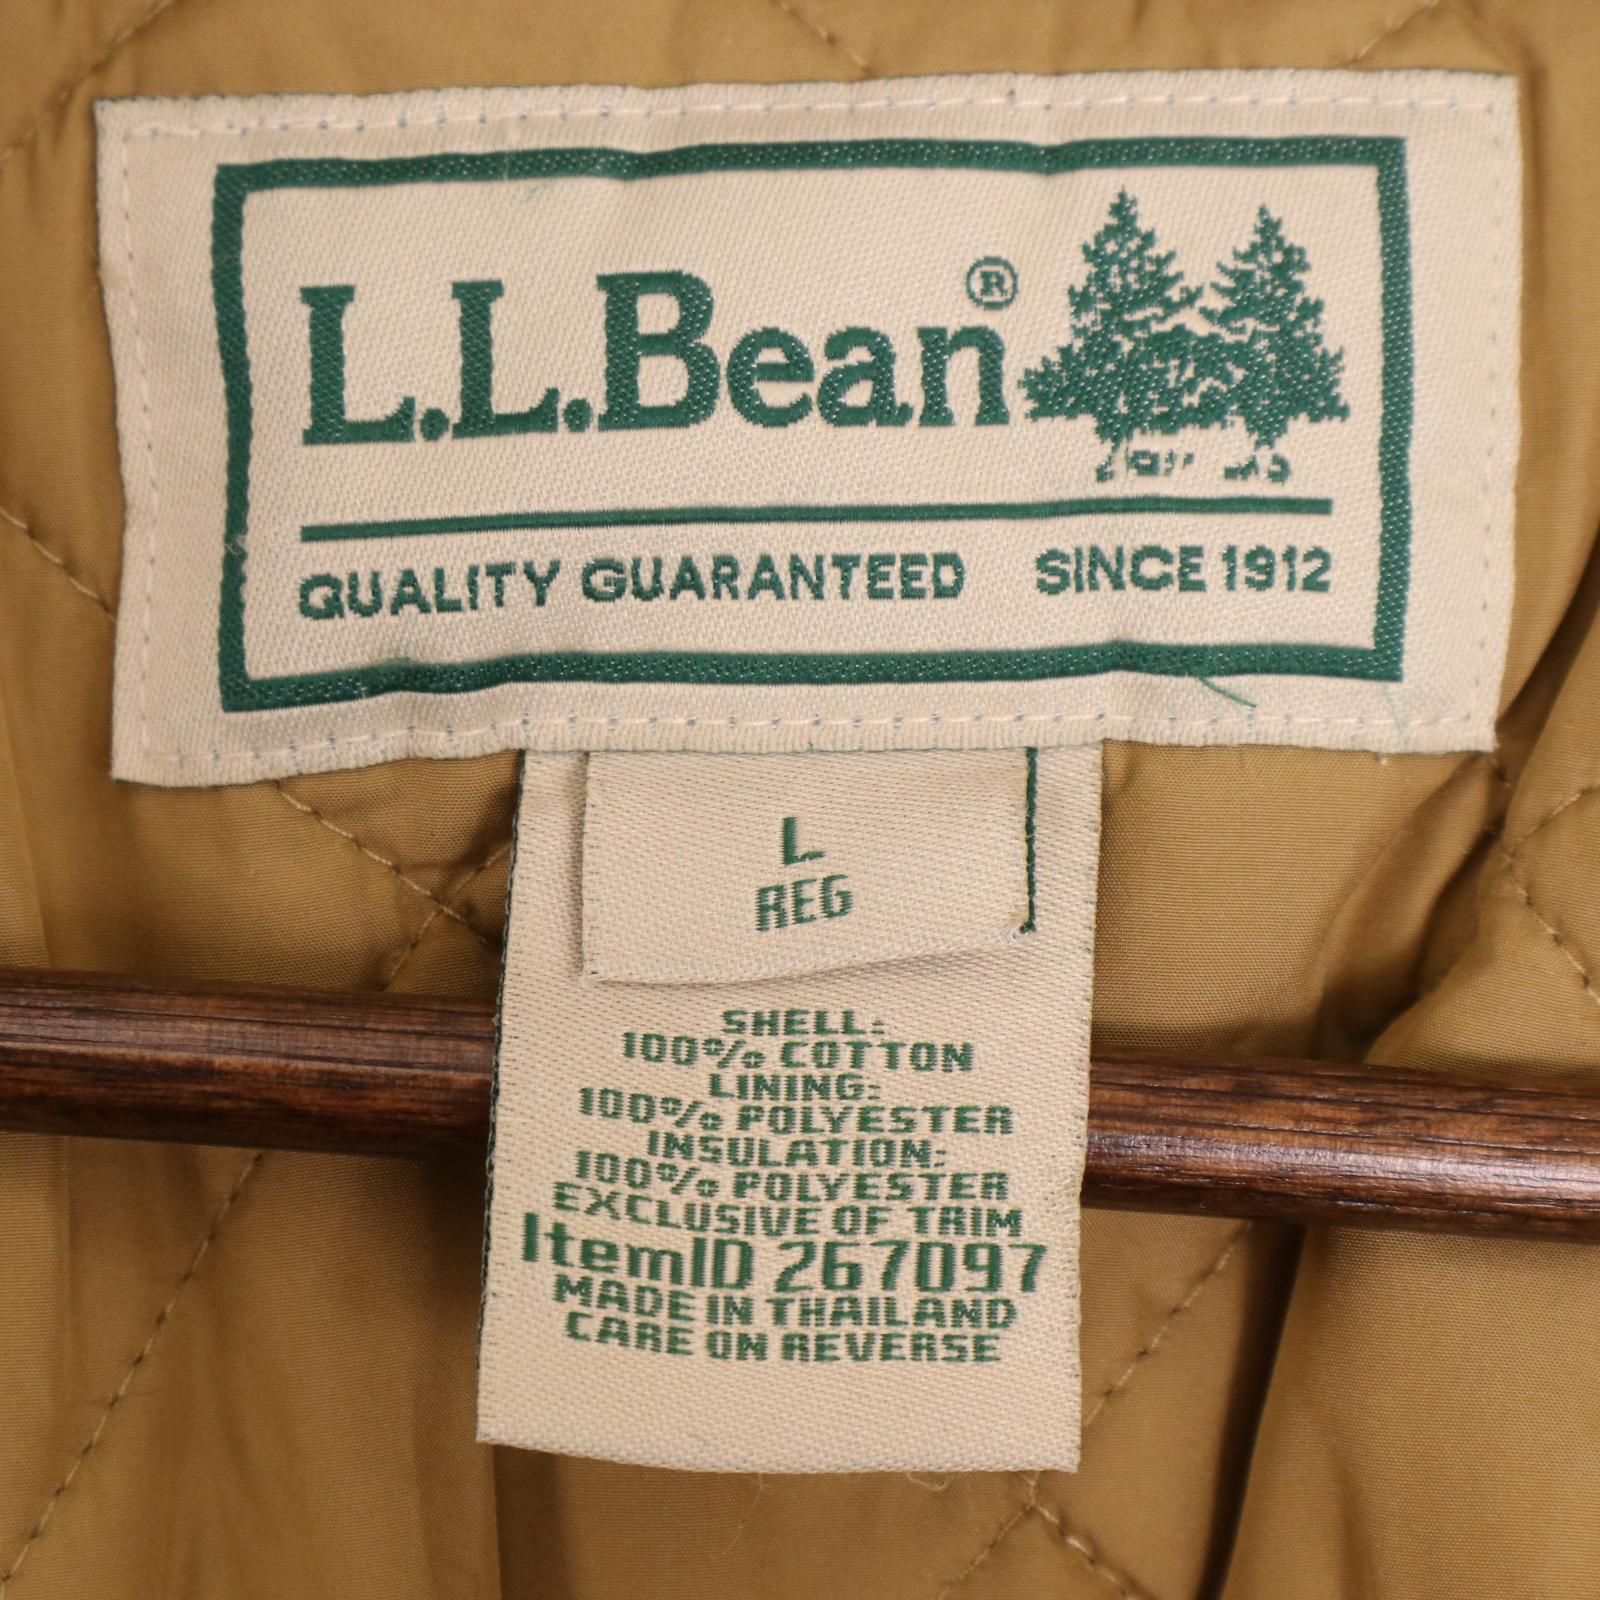 L.L.Bean®
QUALITY GUARANTEED SINCE 1912
L
REG
SHELL:
100% COTTON
LINING:
100% POLYESTER
INSULATION:
100% POLYESTER
EXCLUSIVE OF TRIM
ItemID 267097
MADE IN THAILAND
CARE ON REVERSE